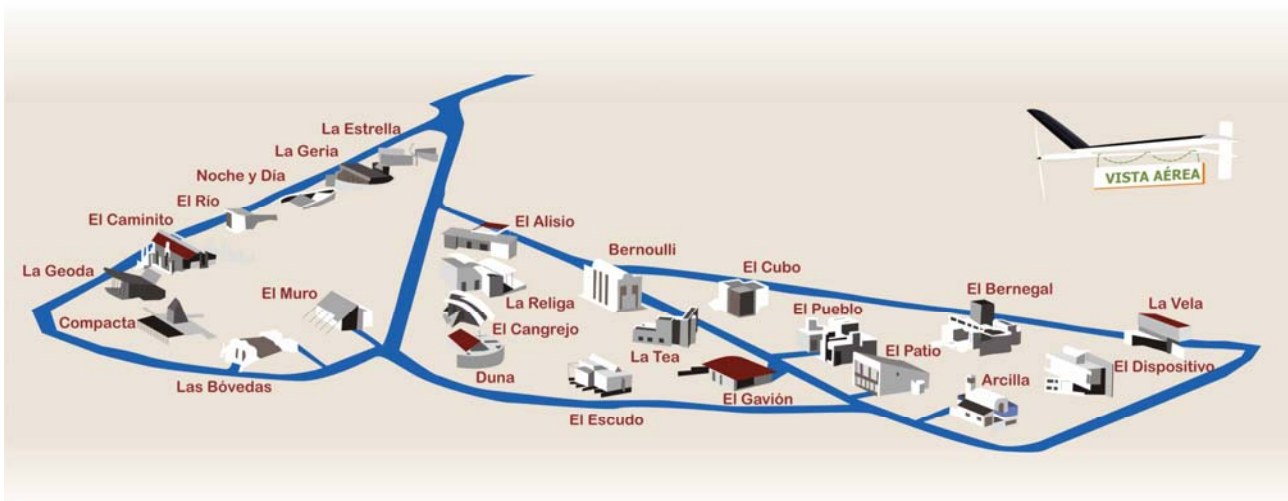 La Estrella
La Geria
Noche y Día
El Río
El Caminito
La Geoda
Compacta
El Muro
Las Bóvedas
El Alisio
La Religa
El Cangrejo
Duna
Bernoulli
La Tea
El Escudo
El Gavión
El Cubo
El Pueblo
El Patio
El Bernegal
Arcilla
La Vela
El Dispositivo
VISTA AÉREA